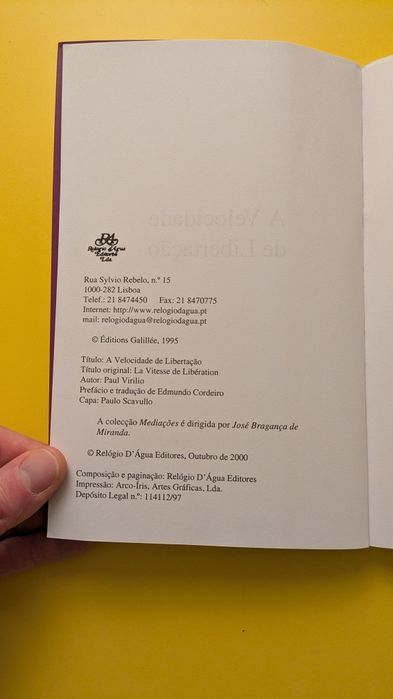 A Velocidade
de Libertação
Relógio d'Água
Editores
Lda.
Rua Sylvio Rebelo, n.º 15
1000-282 Lisboa
Telef.: 21 8474450 Fax: 21 8470775
Internet: http://www.relogiodagua.pt
mail: relogiodagua@relogiodagua.pt
© Éditions Galillée, 1995
Título: A Velocidade de Libertação
Título original: La Vitesse de Libération
Autor: Paul Virilio
Prefácio e tradução de Edmundo Cordeiro
Capa: Paulo Scavullo
A colecção Mediações é dirigida por José Bragança de
Miranda.
© Relógio D'Água Editores, Outubro de 2000
Composição e paginação: Relógio D'Água Editores
Impressão: Arco-Íris, Artes Gráficas, Lda.
Depósito Legal n.º: 114112/97